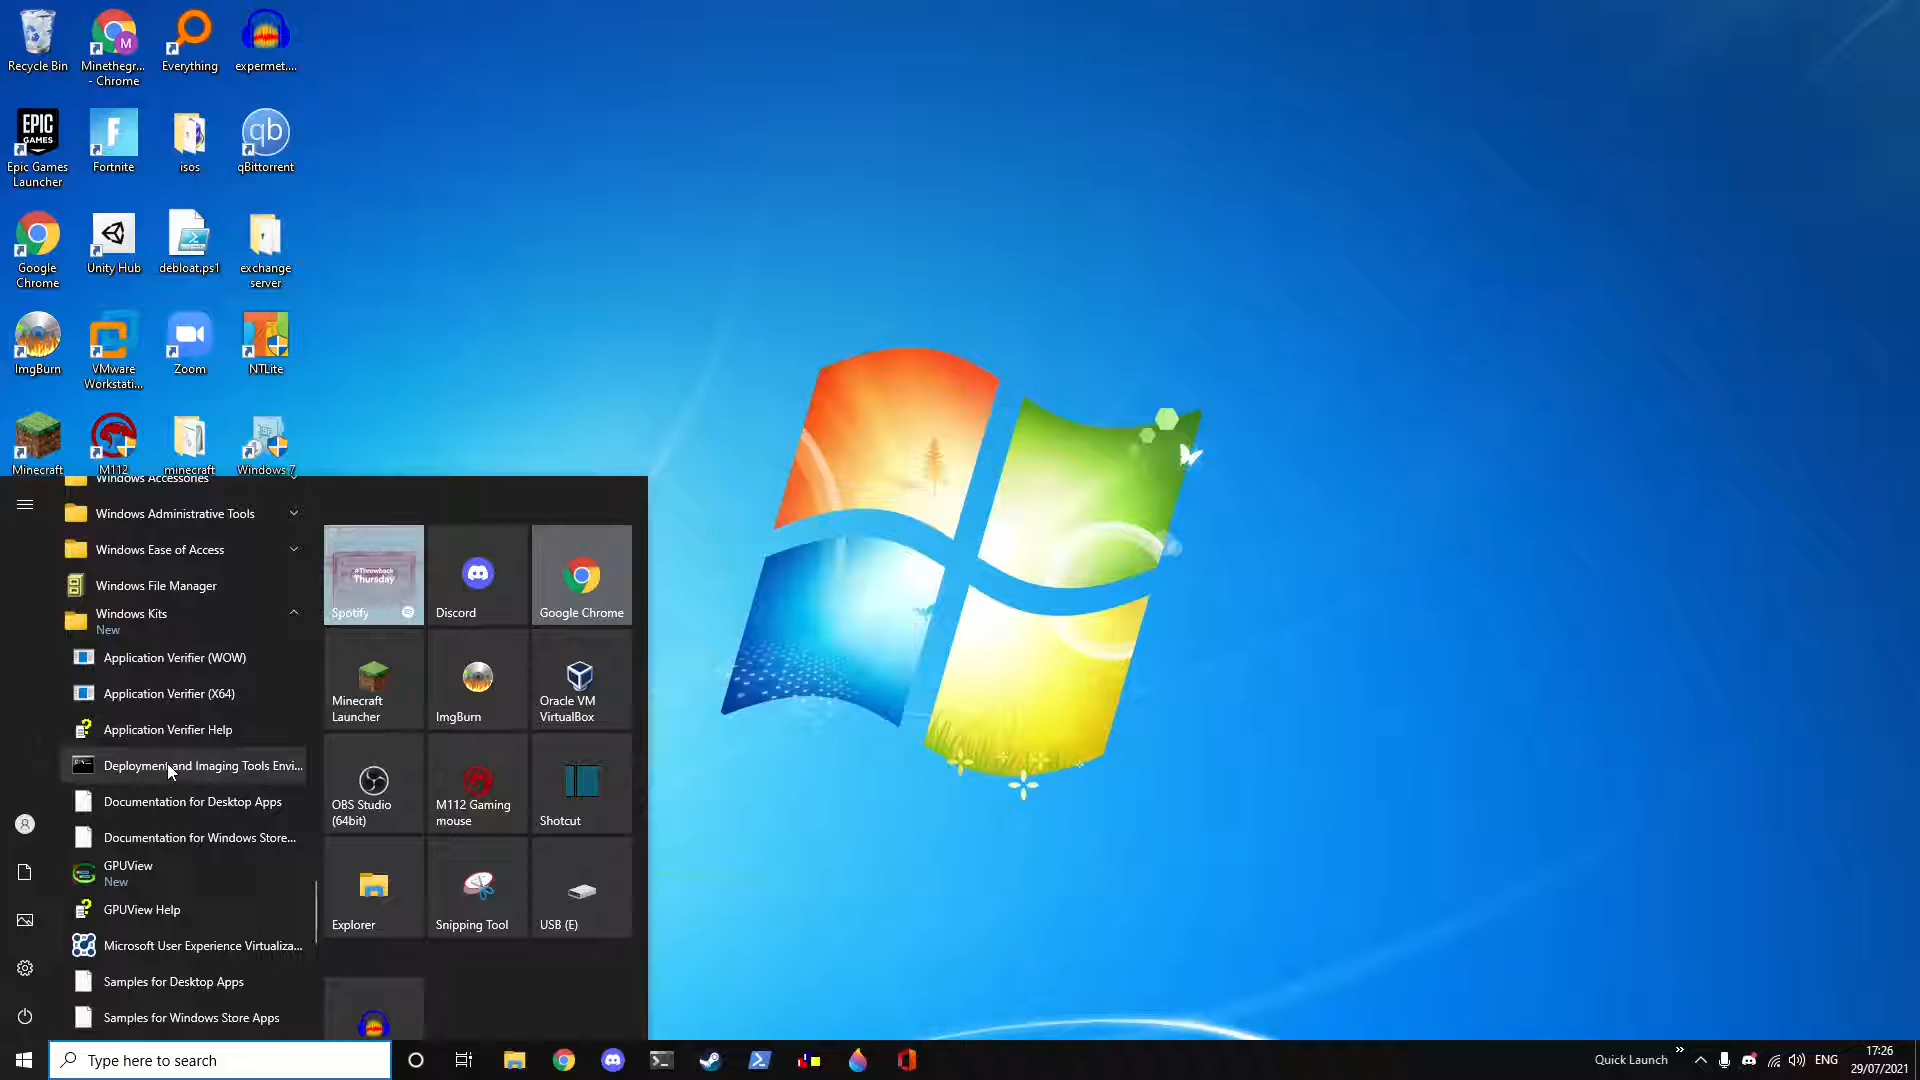 Recycle Bin
Minethegr...
- Chrome
M
Everything
expermet....
EPIC
GAMES
Epic Games
Launcher
F
Fortnite
isos
qb
qBittorrent
Google
Chrome
Unity Hub
debloat.ps1
exchange
server
ImgBurn
VMware
Workstati...
Zoom
NTLite
Minecraft
M112
minecraft
Windows 7
Windows Accessories
Windows Administrative Tools
Windows Ease of Access
Windows File Manager
Windows Kits
New
Application Verifier (WOW)
Application Verifier (X64)
Application Verifier Help
Deployment and Imaging Tools Envi...
Documentation for Desktop Apps
Documentation for Windows Store...
GPUView
New
GPUView Help
Microsoft User Experience Virtualiza...
Samples for Desktop Apps
Samples for Windows Store Apps
#Throwback
Thursday
Spotify
Discord
Google Chrome
Minecraft
Launcher
ImgBurn
Oracle VM
VirtualBox
OBS Studio
(64bit)
M112 Gaming
mouse
Shotcut
Explorer
Snipping Tool
USB (E)
Type here to search
Quick Launch
»
ENG
17:26
29/07/2021